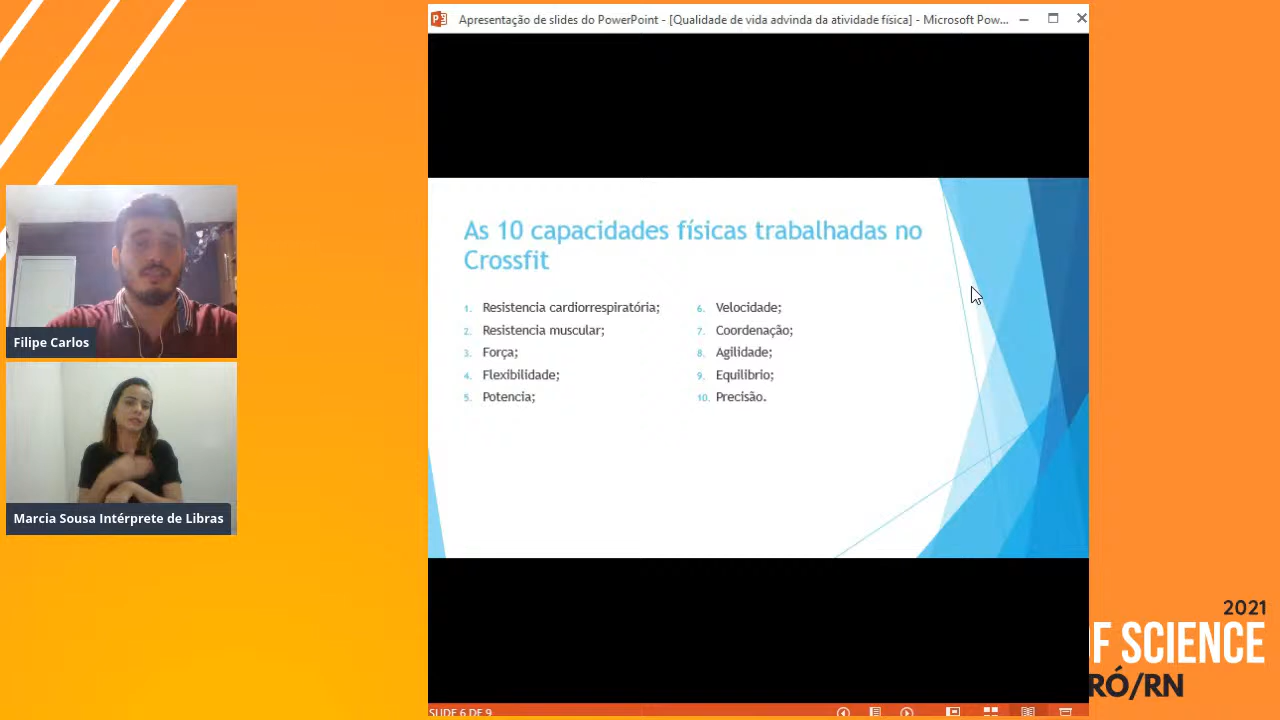 Apresentação de slides do PowerPoint - [Qualidade de vida advinda da atividade física] - Microsoft Pow...
As 10 capacidades físicas trabalhadas no
Crossfit
1. Resistencia cardiorrespiratória;
2. Resistencia muscular;
3. Força;
4. Flexibilidade;
5. Potencia;
6. Velocidade;
7. Coordenação;
8. Agilidade;
9. Equilíbrio;
10. Precisão.
Filipe Carlos
Marcia Sousa Intérprete de Libras
2021
F SCIENCE
RÓ/RN
SLIDE 6 DE 9